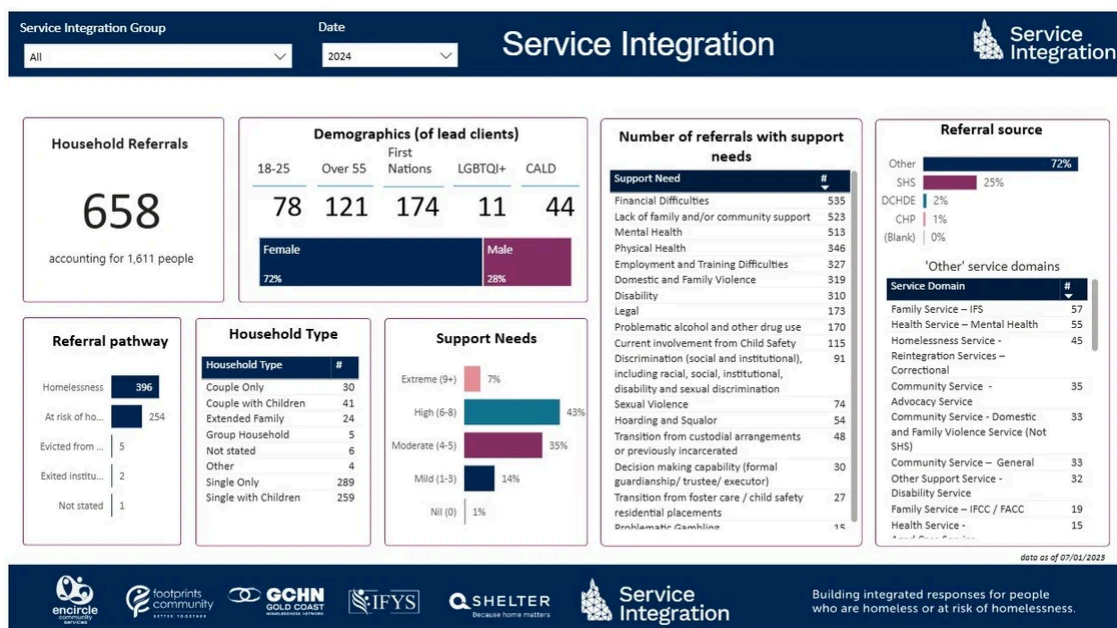 Service Integration Group
All
Date
2024
Service Integration
Service
Integration
Household Referrals
658
accounting for 1,611 people
Demographics (of lead clients)
18-25
Over 55
First
Nations
LGBTQI+
CALD
78
121
174
11
44
Female
72%
Male
28%
Number of referrals with support
needs
Support Need #
Financial Difficulties 535
Lack of family and/or community support 523
Mental Health 513
Physical Health 346
Employment and Training Difficulties 327
Domestic and Family Violence 319
Disability 310
Legal 173
Problematic alcohol and other drug use 170
Current involvement from Child Safety 115
Discrimination (social and institutional), 91
including racial, social, institutional,
disability and sexual discrimination
Sexual Violence 74
Hoarding and Squalor 54
Transition from custodial arrangements 48
or previously incarcerated
Decision making capability (formal 30
guardianship/ trustee/ executor)
Transition from foster care / child safety 27
residential placements
Problematic Gambling 15
Referral source
Other 72%
SHS 25%
DCHDE 2%
CHP 1%
(Blank) 0%
'Other' service domains
Service Domain #
Family Service – IFS 57
Health Service – Mental Health 55
Homelessness Service - 45
Reintegration Services –
Correctional
Community Service - 35
Advocacy Service
Community Service - Domestic 33
and Family Violence Service (Not
SHS)
Community Service – General 33
Other Support Service - 32
Disability Service
Family Service – IFCC / FACC 19
Health Service - 15
Referral pathway
Homelessness 396
At risk of ho... 254
Evicted from ... 5
Exited institu... 2
Not stated 1
Household Type
Household Type #
Couple Only 30
Couple with Children 41
Extended Family 24
Group Household 5
Not stated 6
Other 4
Single Only 289
Single with Children 259
Support Needs
Extreme (9+) 7%
High (6-8) 43%
Moderate (4-5) 35%
Mild (1-3) 14%
Nil (0) 1%
data as of 07/01/2025
encircle
community
services
footprints
community
BETTER TOGETHER
GCHN
GOLD COAST
HOMELESSNESS NETWORK
IFYS
Q SHELTER
Because home matters
Service
Integration
Building integrated responses for people
who are homeless or at risk of homelessness.